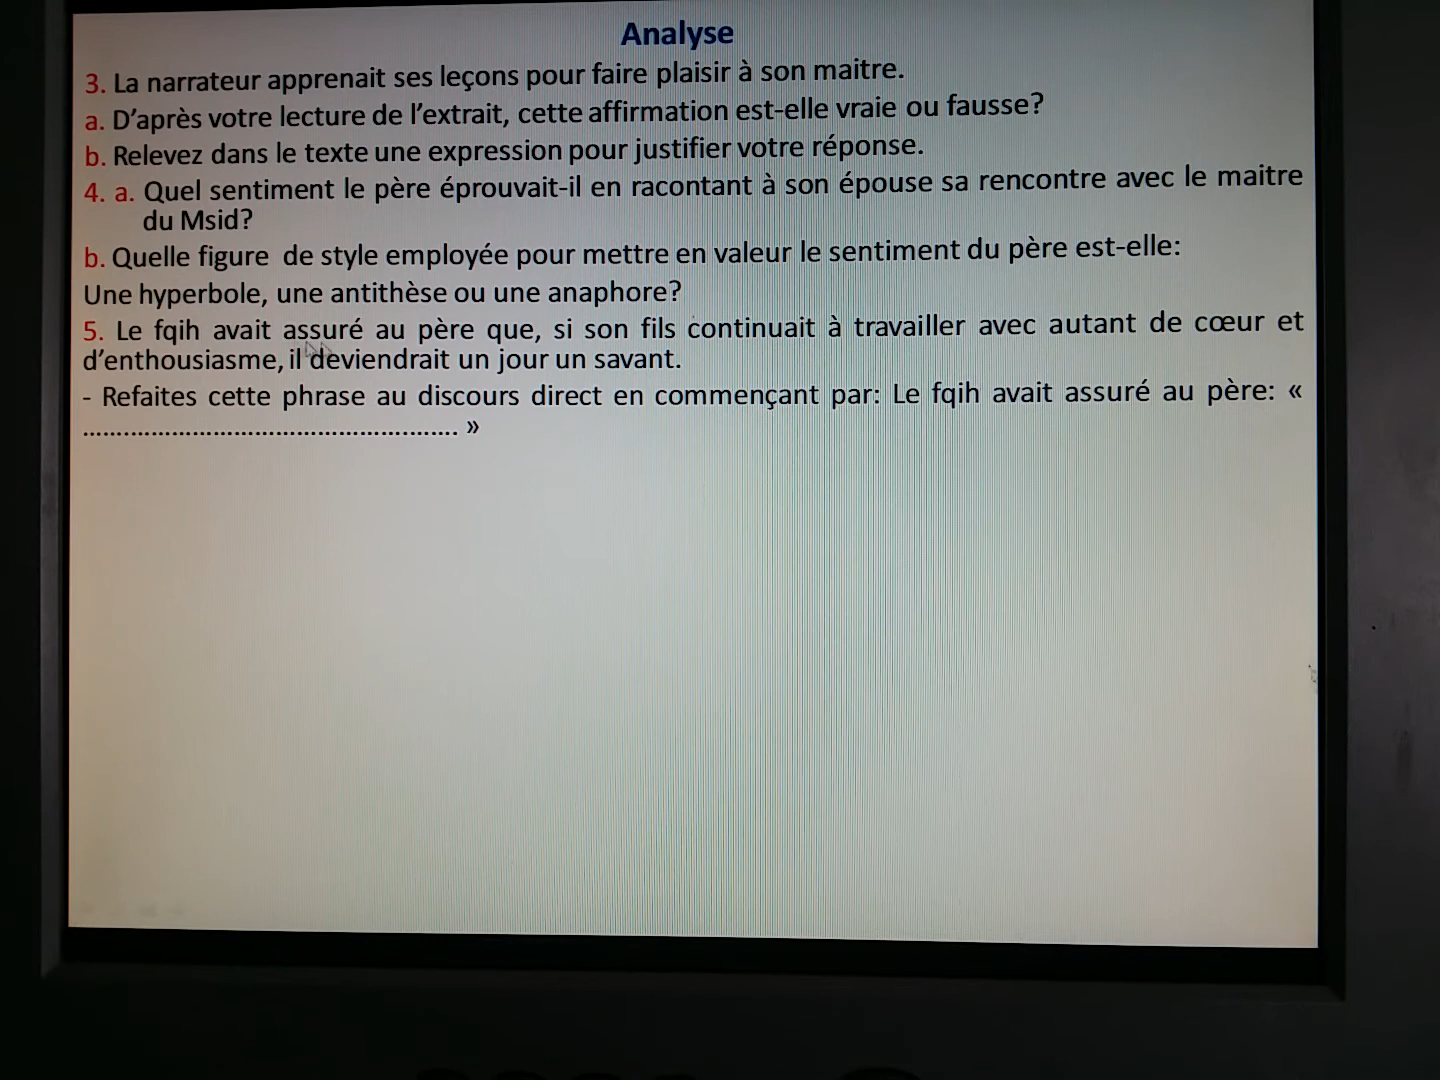 Analyse
3. La narrateur apprenait ses leçons pour faire plaisir à son maitre.
a. D’après votre lecture de l’extrait, cette affirmation est-elle vraie ou fausse?
b. Relevez dans le texte une expression pour justifier votre réponse.
4. a. Quel sentiment le père éprouvait-il en racontant à son épouse sa rencontre avec le maitre
du Msid?
b. Quelle figure de style employée pour mettre en valeur le sentiment du père est-elle:
Une hyperbole, une antithèse ou une anaphore?
5. Le fqih avait assuré au père que, si son fils continuait à travailler avec autant de cœur et
d’enthousiasme, il deviendrait un jour un savant.
- Refaites cette phrase au discours direct en commençant par: Le fqih avait assuré au père: «
........................................................ »